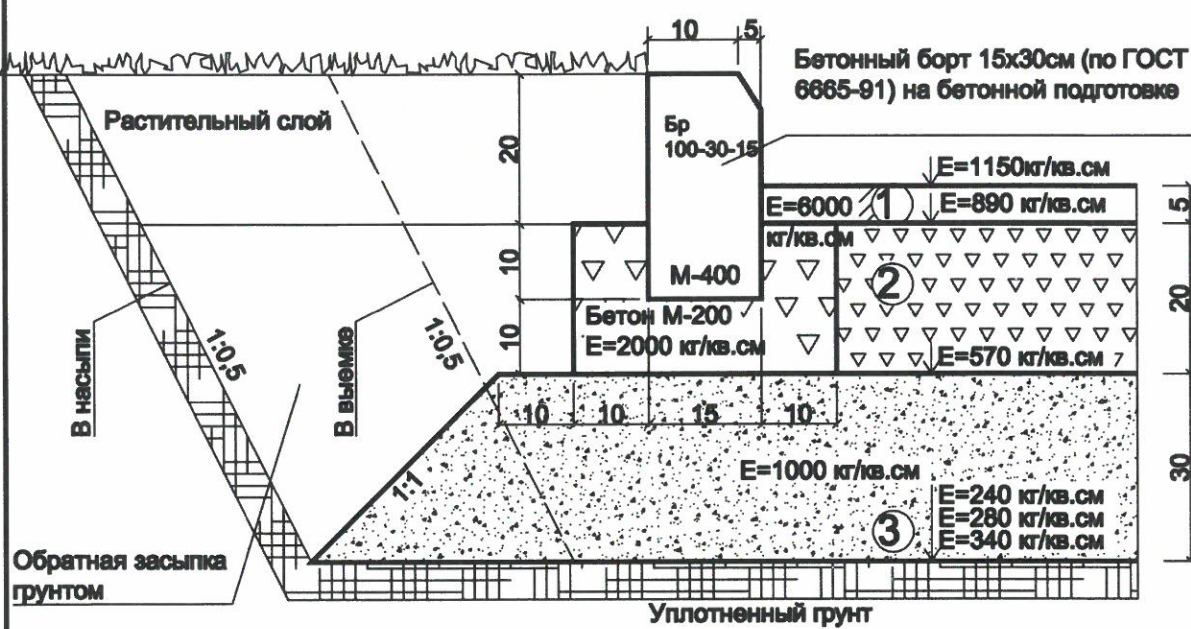 10
5
Бетонный борт 15х30см (по ГОСТ
6665-91) на бетонной подготовке
Растительный слой
Бр
100-30-15
20
E=1150кг/кв.см
E=6000
1
E=890 кг/кв.см
5
кг/кв.см
10
М-400
2
20
Бетон М-200
10
E=2000 кг/кв.см
E=570 кг/кв.см
В насыпи
1:0,5
В выемке
1:0,5
10
10
15
10
1:1
E=1000 кг/кв.см
30
E=240 кг/кв.см
3
E=280 кг/кв.см
E=340 кг/кв.см
Обратная засыпка
грунтом
Уплотненный грунт